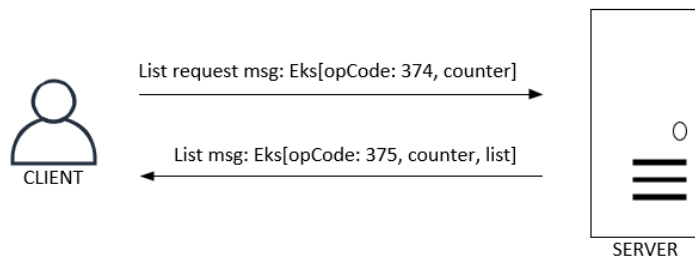 List request msg: Eks[opCode: 374, counter]
List msg: Eks[opCode: 375, counter, list]
CLIENT
SERVER